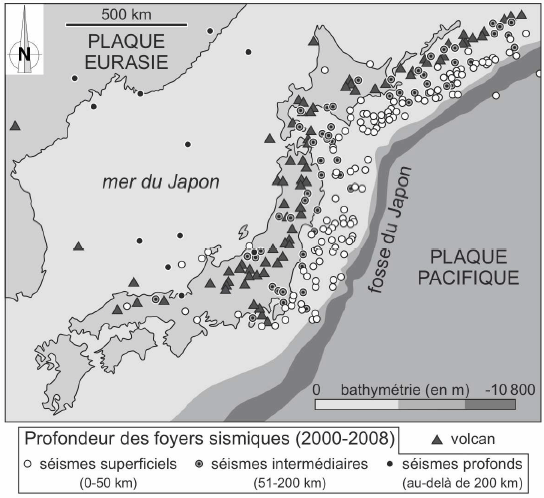 500 km
PLAQUE
EURASIE
N
mer du Japon
fosse du Japon
PLAQUE
PACIFIQUE
0 bathymétrie (en m) -10 800
Profondeur des foyers sismiques (2000-2008)
volcan
séismes superficiels
(0-50 km)
séismes intermédiaires
(51-200 km)
séismes profonds
(au-delà de 200 km)